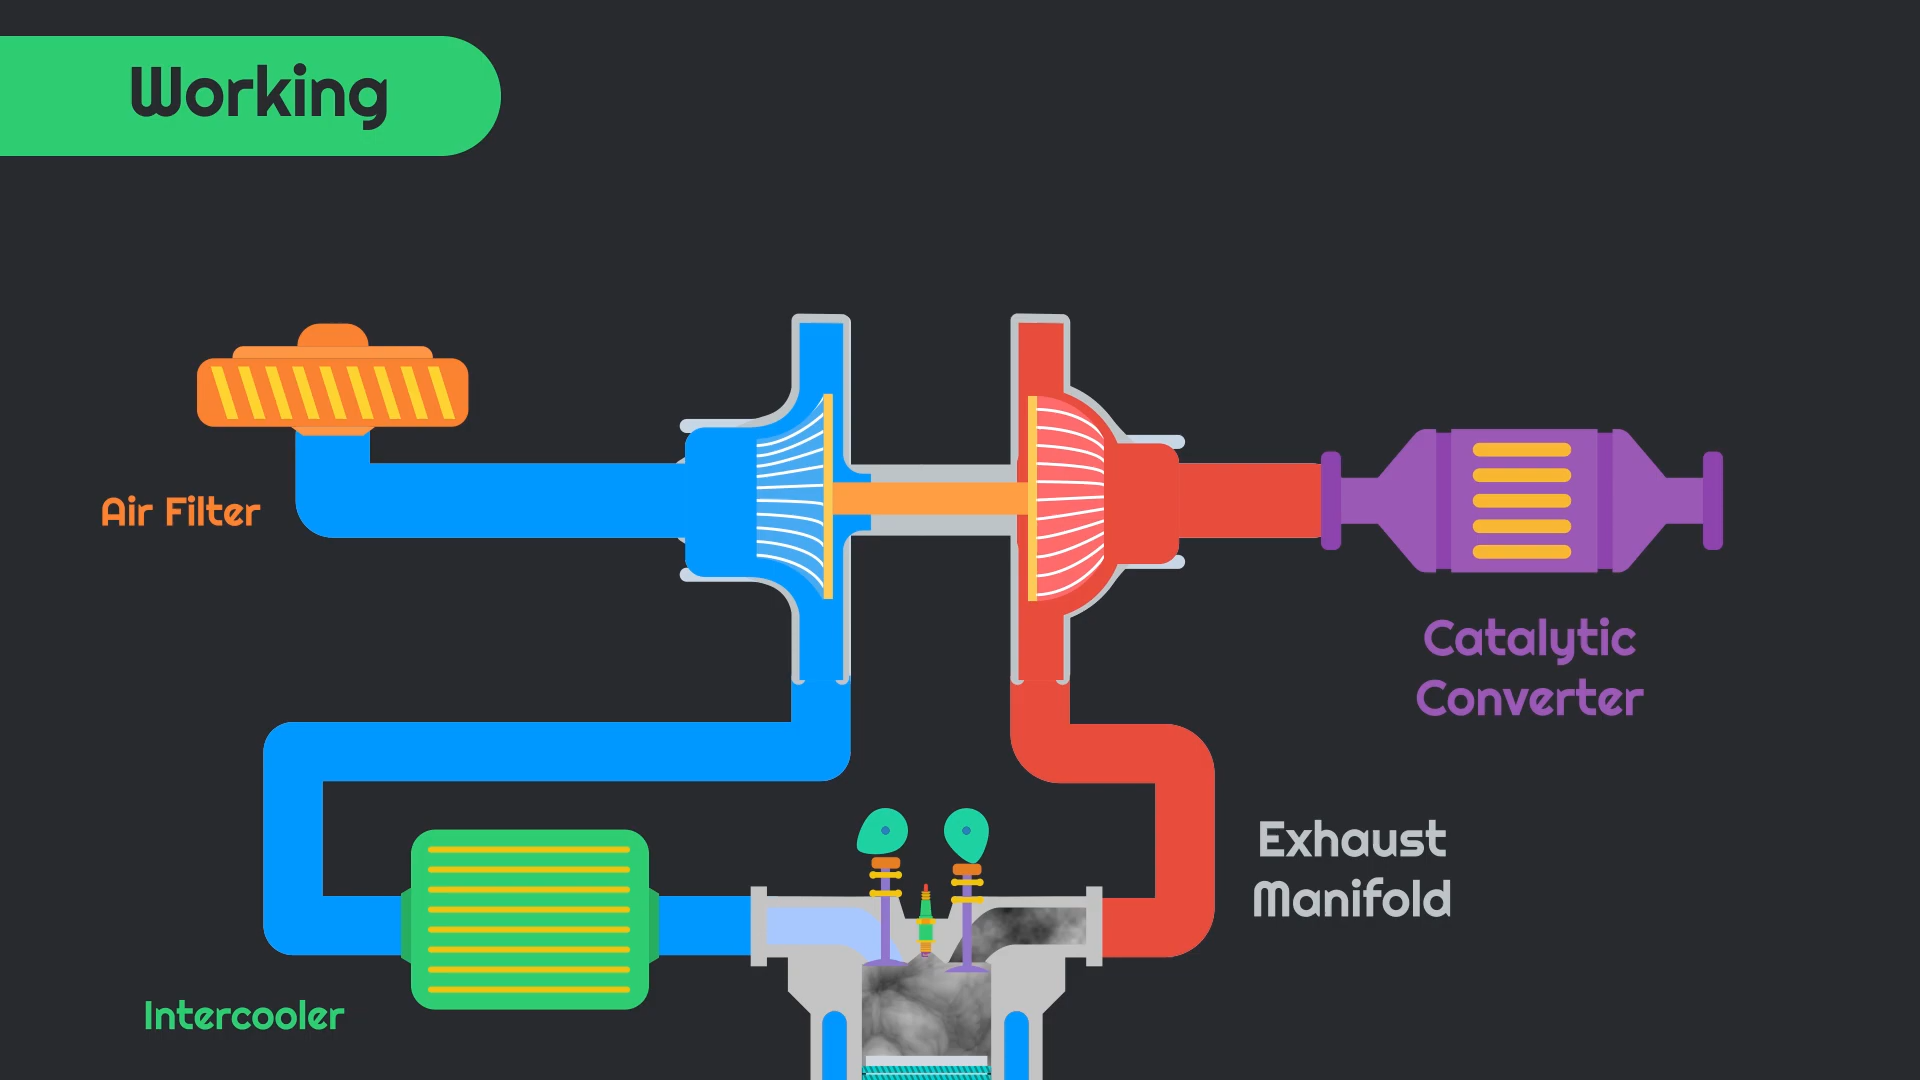 Working
Air Filter
Catalytic
Converter
Exhaust
Manifold
Intercooler